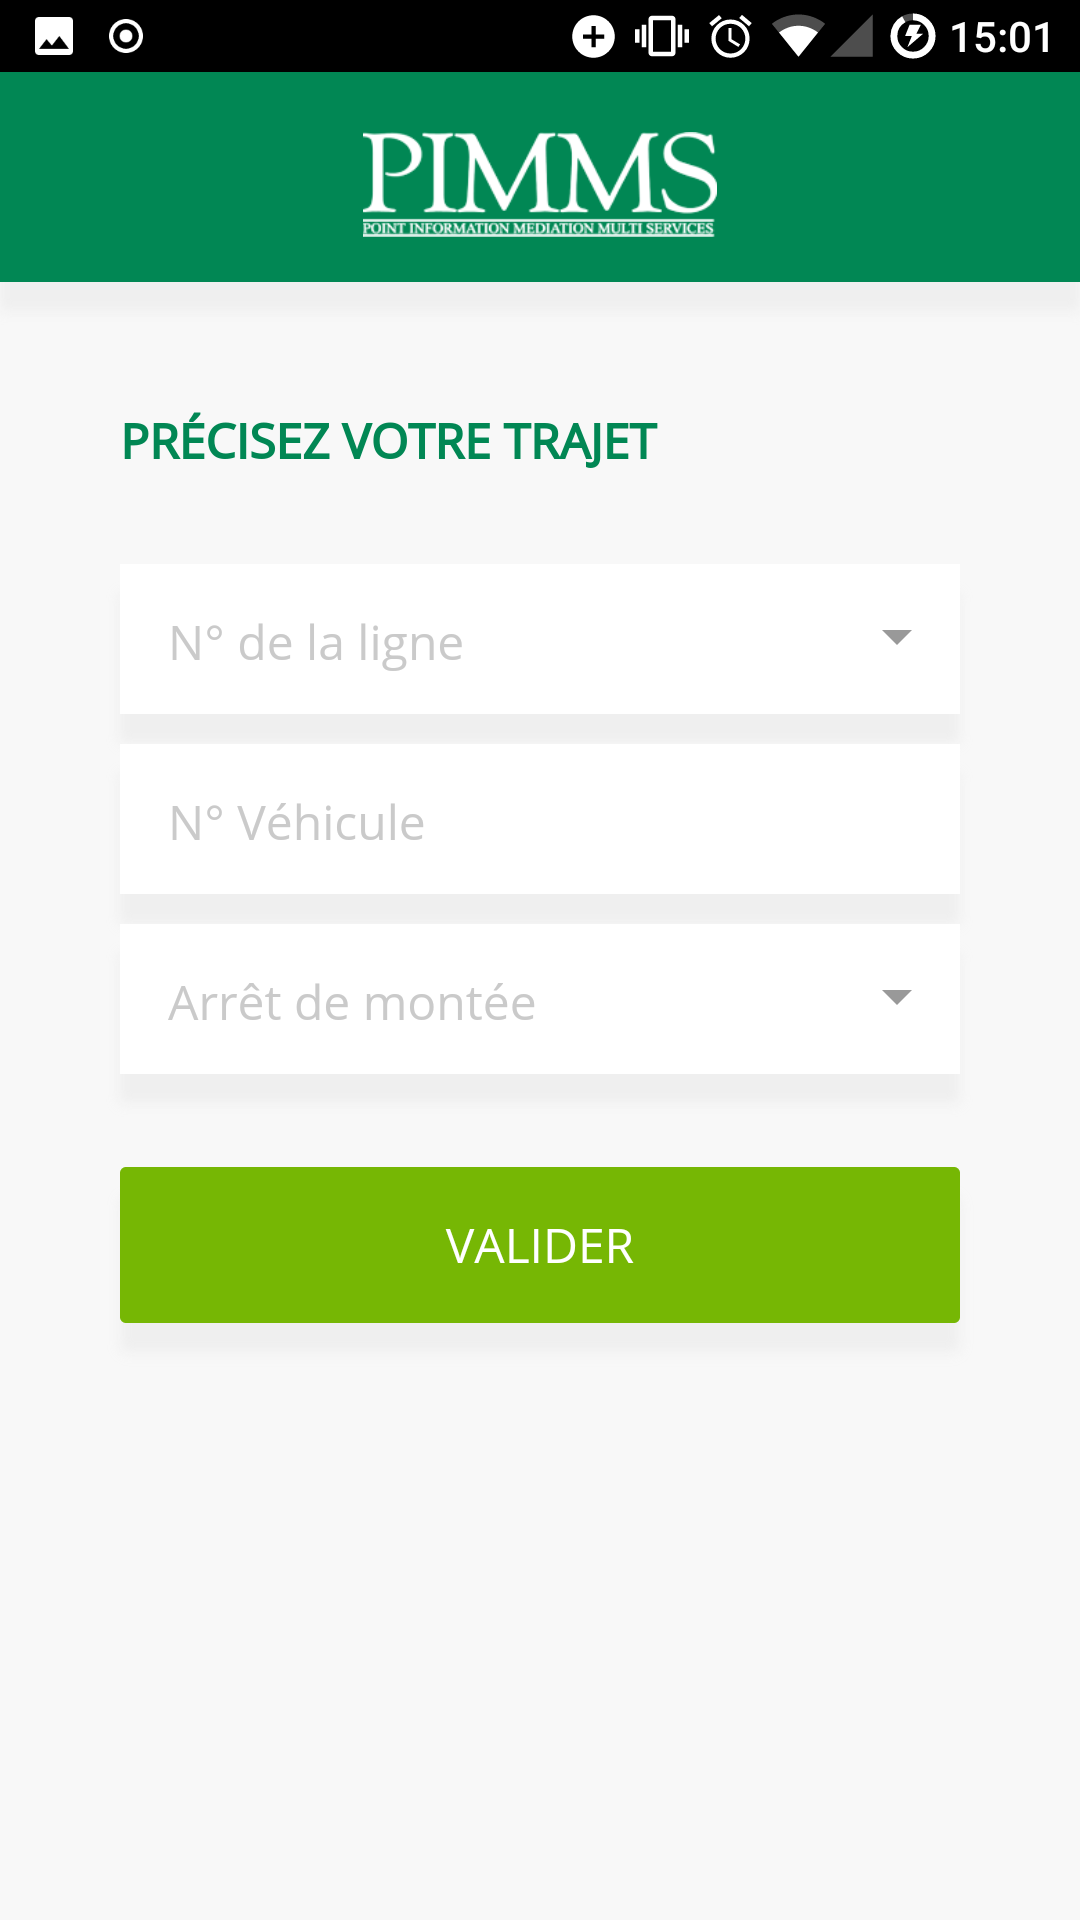 15:01
PIMMS
POINT INFORMATION MEDIATION MULTI SERVICES
PRÉCISEZ VOTRE TRAJET
N° de la ligne
N° Véhicule
Arrêt de montée
VALIDER